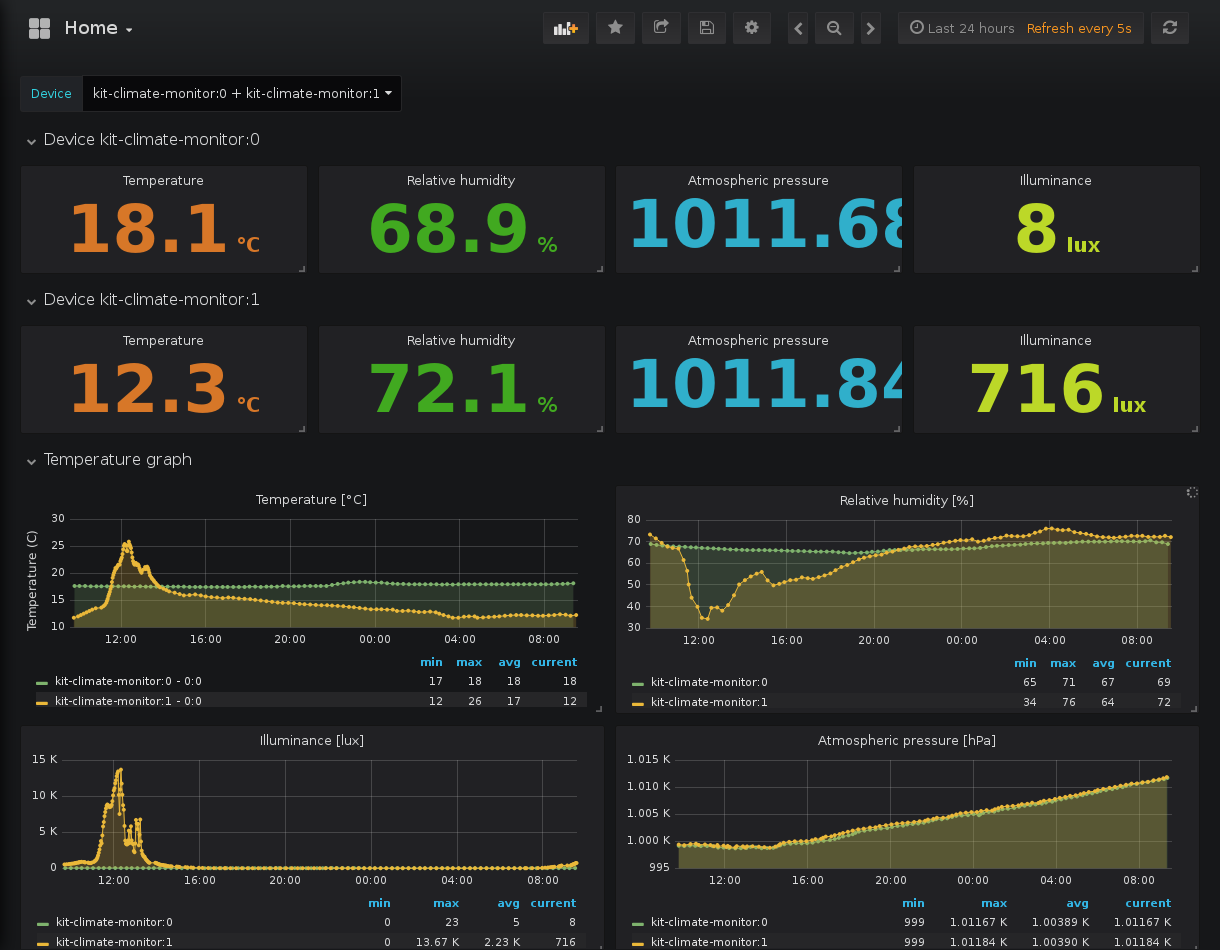 Home
Last 24 hours Refresh every 5s
Device kit-climate-monitor:0 + kit-climate-monitor:1
Device kit-climate-monitor:0
Temperature Relative humidity Atmospheric pressure Illuminance
18.1 °C 68.9 % 1011.68 8 lux
Device kit-climate-monitor:1
Temperature Relative humidity Atmospheric pressure Illuminance
12.3 °C 72.1 % 1011.84 716 lux
Temperature graph
Temperature [°C]
Temperature (C)
30
25
20
15
10
12:00 16:00 20:00 00:00 04:00 08:00
min max avg current
kit-climate-monitor:0 - 0:0 17 18 18 18
kit-climate-monitor:1 - 0:0 12 26 17 12
Relative humidity [%]
80
70
60
50
40
30
12:00 16:00 20:00 00:00 04:00 08:00
min max avg current
kit-climate-monitor:0 65 71 67 69
kit-climate-monitor:1 34 76 64 72
Illuminance [lux]
15 K
10 K
5 K
0
12:00 16:00 20:00 00:00 04:00 08:00
min max avg current
kit-climate-monitor:0 0 23 5 8
kit-climate-monitor:1 0 13.67 K 2.23 K 716
Atmospheric pressure [hPa]
1.015 K
1.010 K
1.005 K
1.000 K
995
12:00 16:00 20:00 00:00 04:00 08:00
min max avg current
kit-climate-monitor:0 999 1.01167 K 1.00389 K 1.01167 K
kit-climate-monitor:1 999 1.01184 K 1.00390 K 1.01184 K